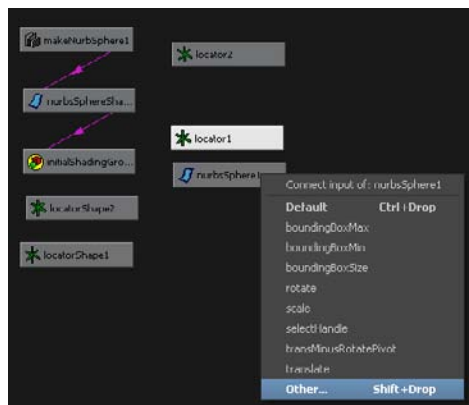 makeNurbSphere1
locator2
nurbsSphereSha...
locator1
initialShadingGro...
nurbsSphere1
locatorShape2
locatorShape1
Connect input of: nurbsSphere1
Default Ctrl+Drop
boundingBoxMax
boundingBoxMin
boundingBoxSize
rotate
scale
selectHandle
transMinusRotatePivot
translate
Other... Shift+Drop